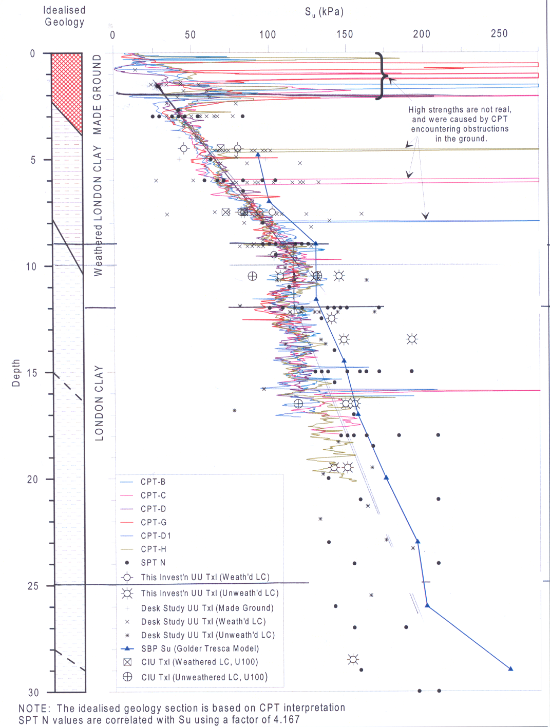 Idealised
Geology
Su (kPa)
0
50
100
150
200
250
0
5
10
15
20
25
30
Depth
MADE GROUND
Weathered LONDON CLAY
LONDON CLAY
High strengths are not real,
and were caused by CPT
encountering obstructions
in the ground.
CPT-B
CPT-C
CPT-D
CPT-G
CPT-D1
CPT-H
SPT N
This Invest'n UU Txl (Weath'd LC)
This Invest'n UU Txl (Unweath'd LC)
Desk Study UU Txl (Made Ground)
Desk Study UU Txl (Weath'd LC)
Desk Study UU Txl (Unweath'd LC)
SBP Su (Golder Tresca Model)
CIU Txl (Weathered LC, U100)
CIU Txl (Unweathered LC, U100)
NOTE: The idealised geology section is based on CPT interpretation
SPT N values are correlated with Su using a factor of 4.167